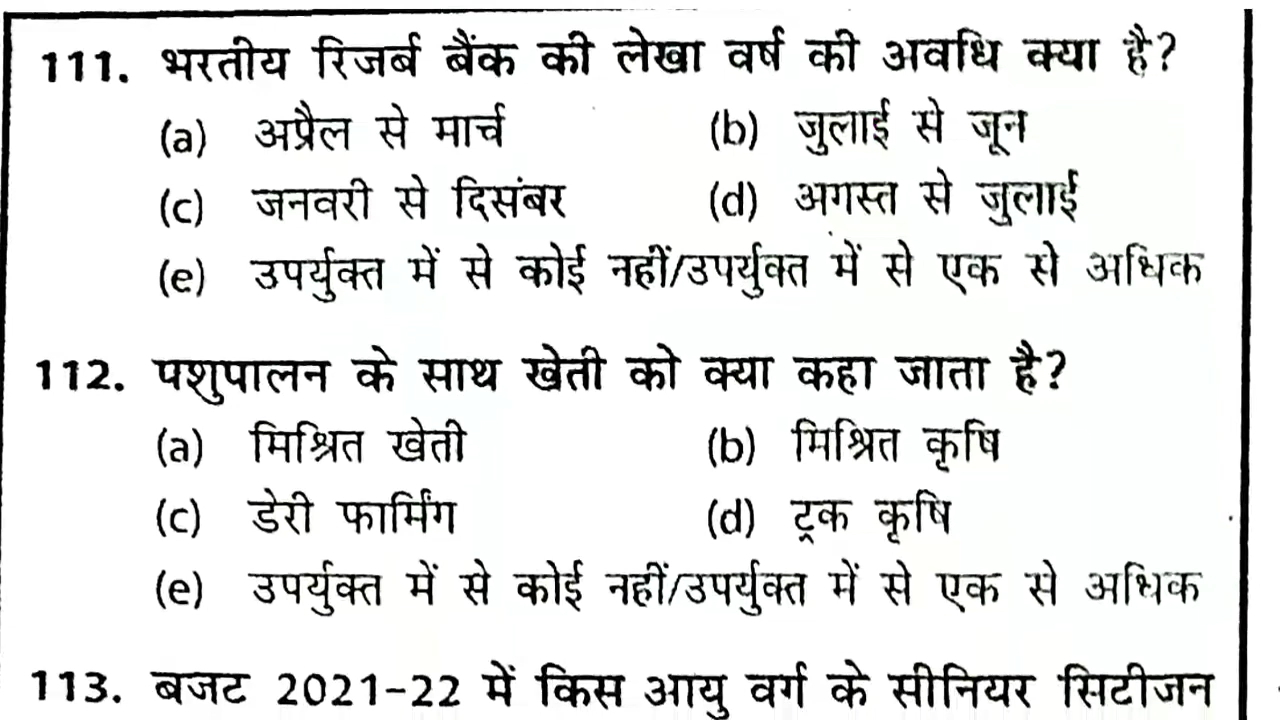 111. भरतीय रिजर्ब बैंक की लेखा वर्ष की अवधि क्या है?
(a) अप्रैल से मार्च (b) जुलाई से जून
(c) जनवरी से दिसंबर (d) अगस्त से जुलाई
(e) उपर्युक्त में से कोई नहीं/उपर्युक्त में से एक से अधिक
112. पशुपालन के साथ खेती को क्या कहा जाता है?
(a) मिश्रित खेती (b) मिश्रित कृषि
(c) डेरी फार्मिंग (d) ट्रक कृषि
(e) उपर्युक्त में से कोई नहीं/उपर्युक्त में से एक से अधिक
113. बजट 2021-22 में किस आयु वर्ग के सीनियर सिटीजन